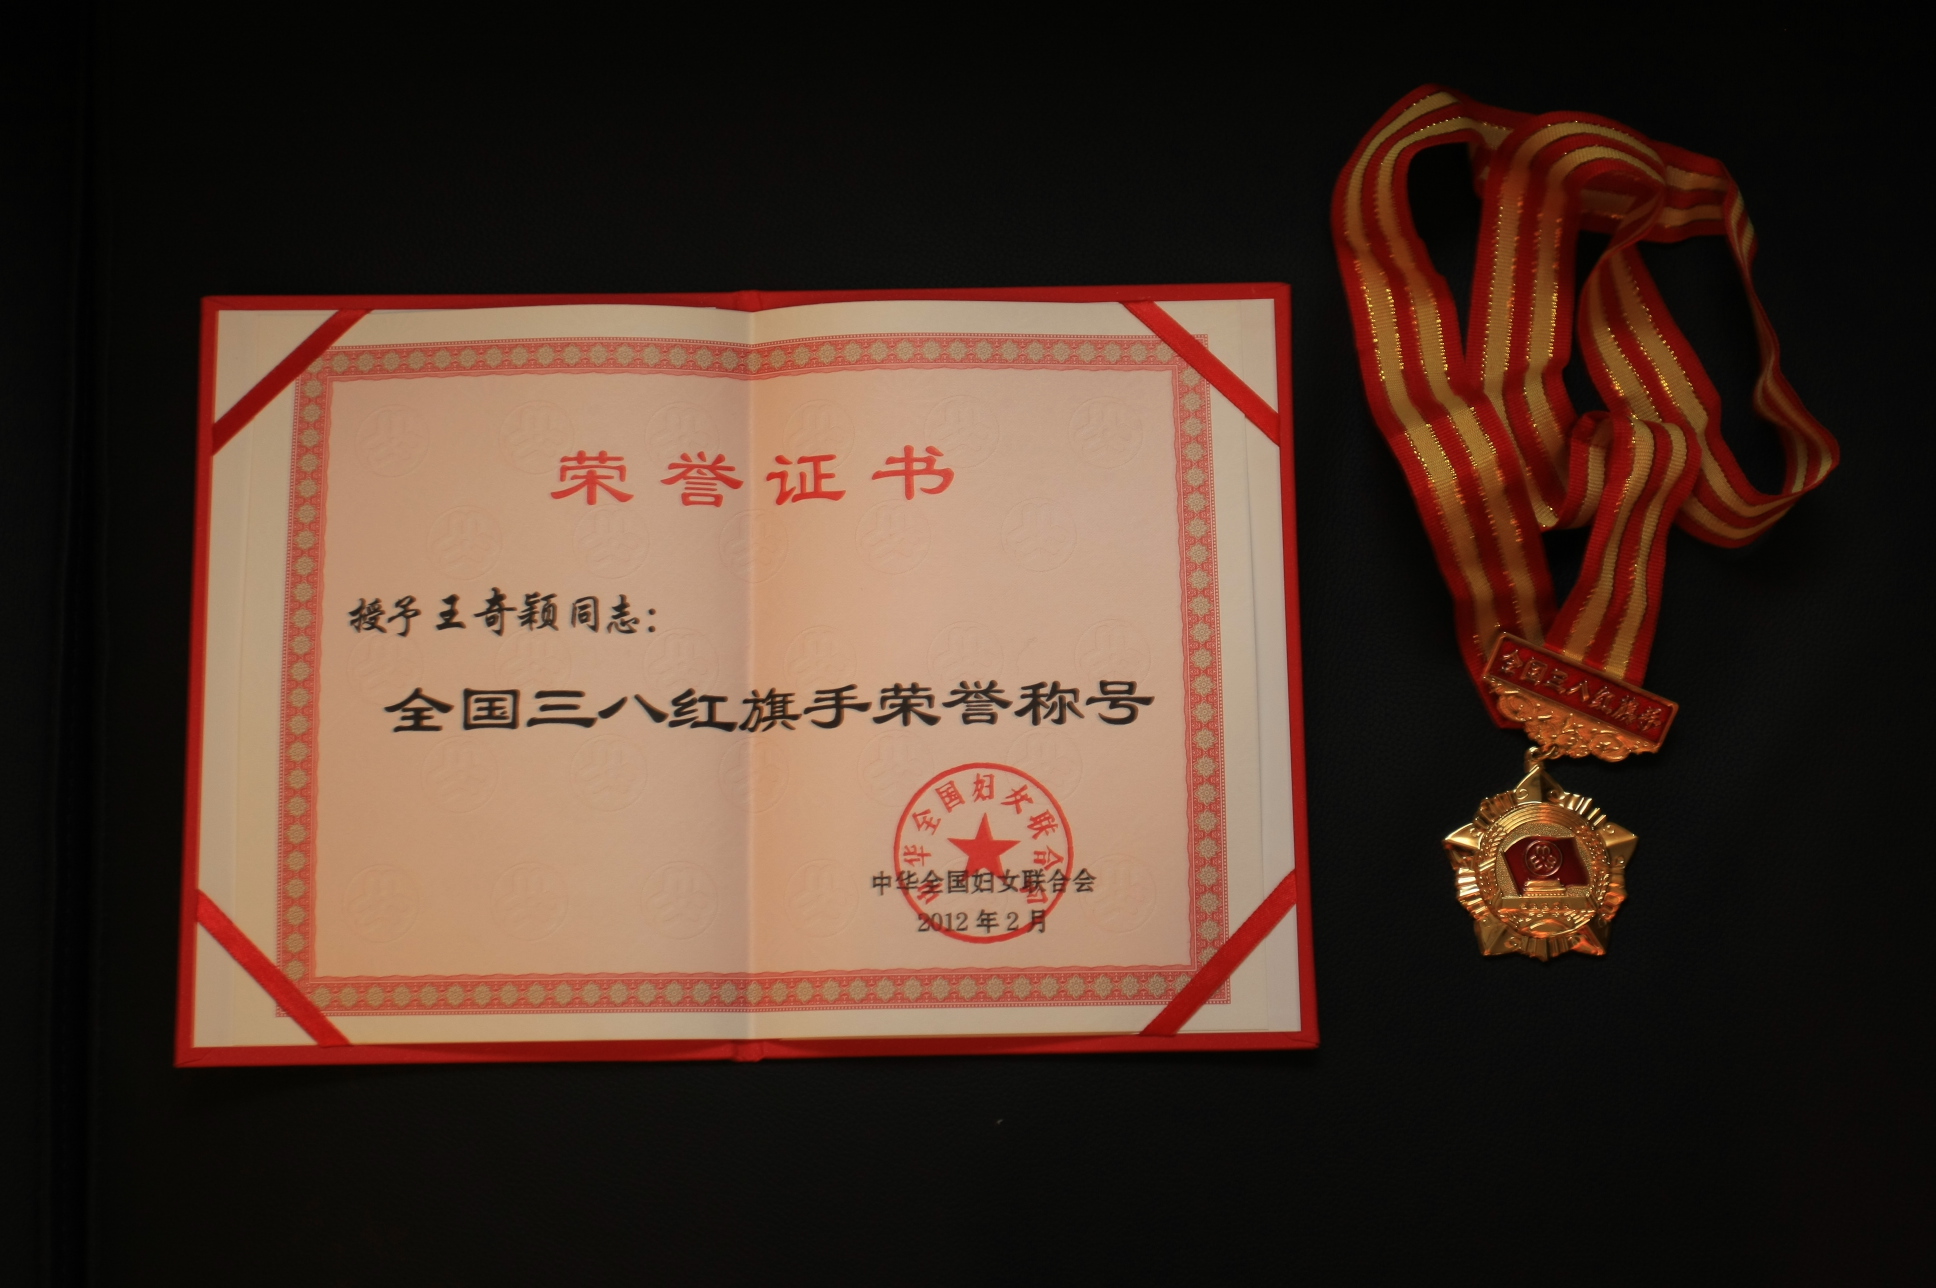 荣誉证书
授予王奇颖同志：
全国三八红旗手荣誉称号
中华全国妇女联合会
中华全国妇女联合会
2012年2月
全国三八红旗手